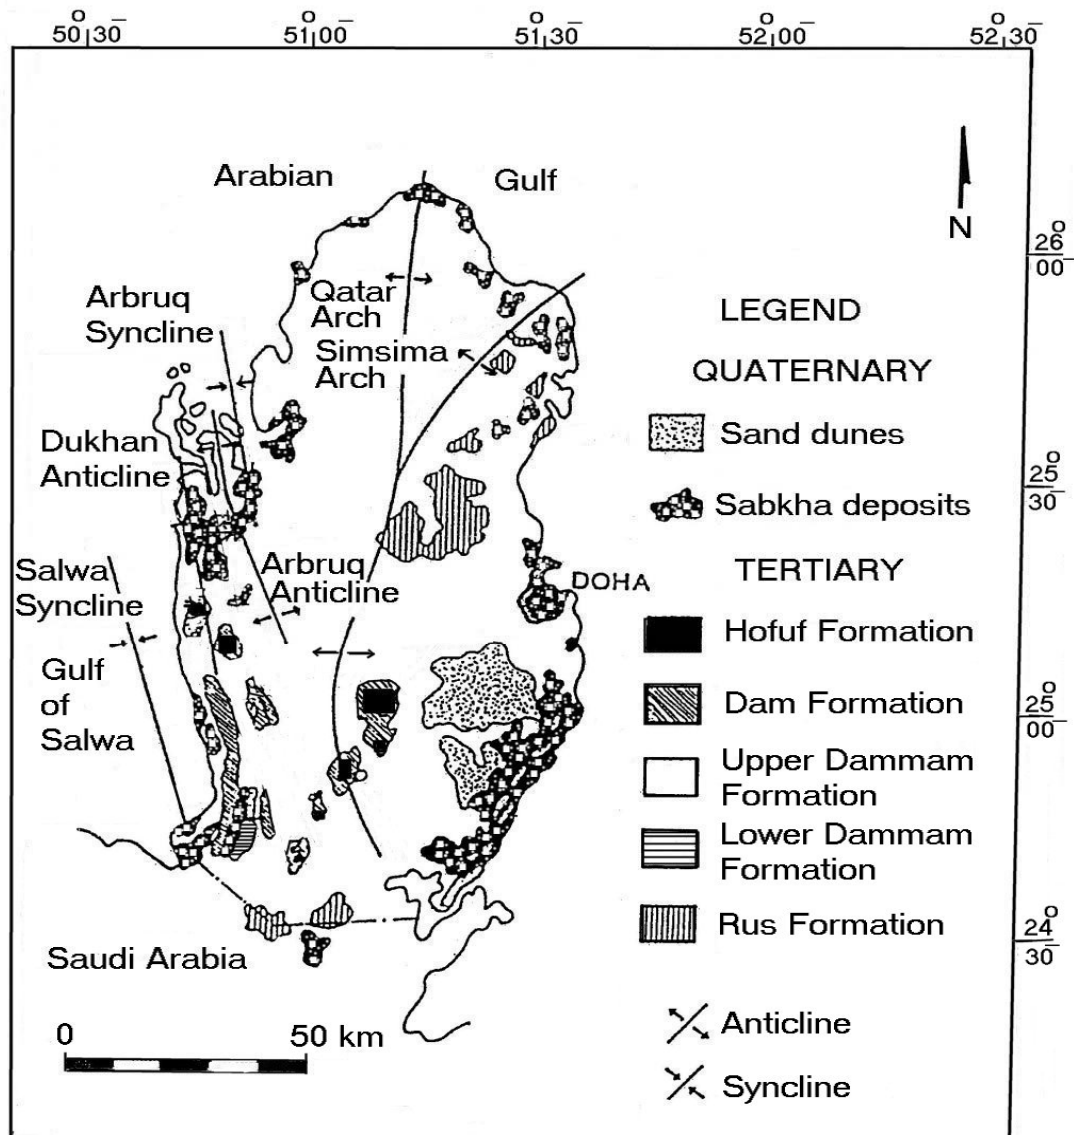 50°30′
51°00′
51°30′
52°00′
52°30′
Arabian
Gulf
N
26°00′
Arbruq
Syncline
Qatar
Arch
Simsima
Arch
LEGEND
QUATERNARY
Sand dunes
Dukhan
Anticline
25°30′
Sabkha deposits
Salwa
Syncline
Arbruq
Anticline
DOHA
TERTIARY
Hofuf Formation
Gulf
of
Salwa
Dam Formation
25°00′
Upper Dammam
Formation
Lower Dammam
Formation
Rus Formation
24°30′
Saudi Arabia
0 50 km
Anticline
Syncline